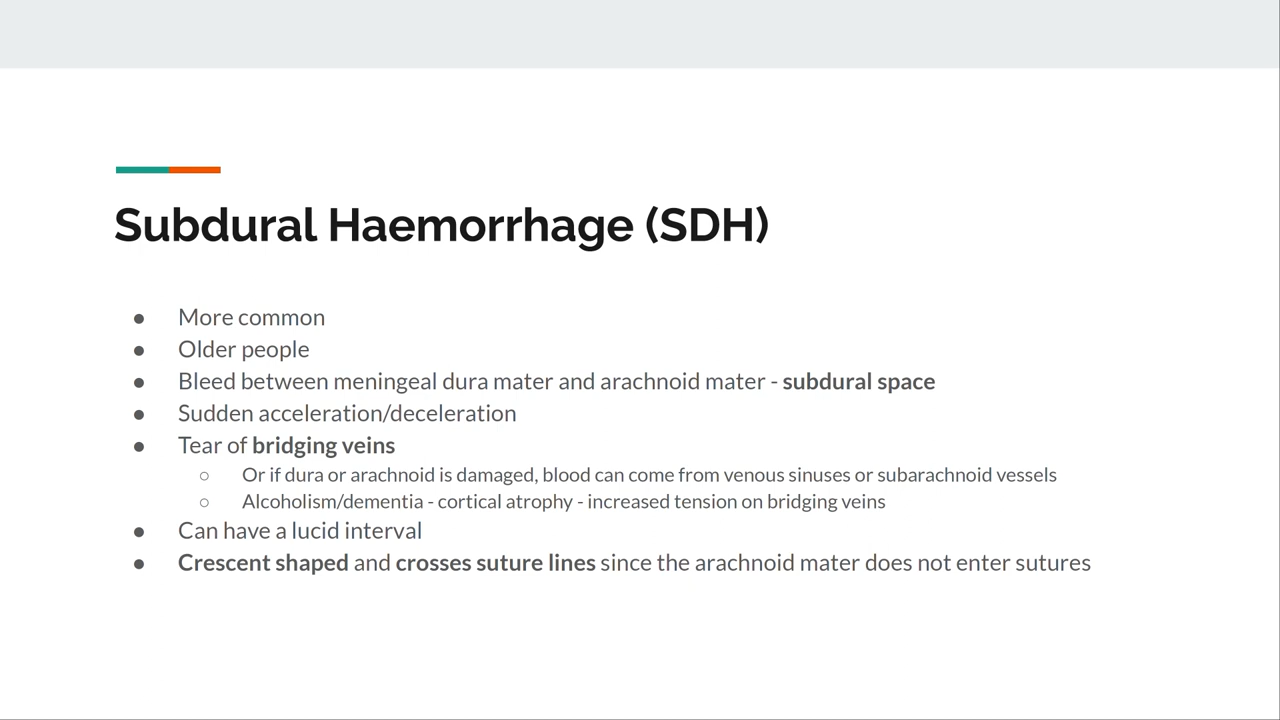 Subdural Haemorrhage (SDH)
● More common
● Older people
● Bleed between meningeal dura mater and arachnoid mater - subdural space
● Sudden acceleration/deceleration
● Tear of bridging veins
○ Or if dura or arachnoid is damaged, blood can come from venous sinuses or subarachnoid vessels
○ Alcoholism/dementia - cortical atrophy - increased tension on bridging veins
● Can have a lucid interval
● Crescent shaped and crosses suture lines since the arachnoid mater does not enter sutures